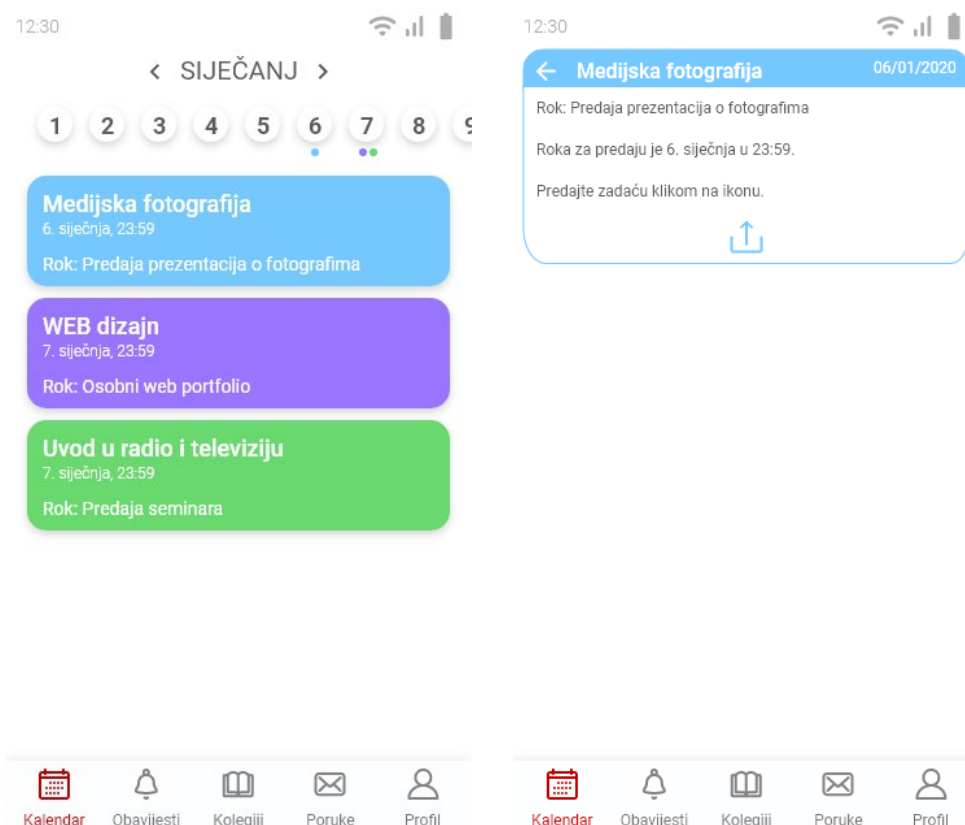 12:30
< SIJEČANJ >
1 2 3 4 5 6 7 8 9
Medijska fotografija
6. siječnja, 23:59
Rok: Predaja prezentacija o fotografima
WEB dizajn
7. siječnja, 23:59
Rok: Osobni web portfolio
Uvod u radio i televiziju
7. siječnja, 23:59
Rok: Predaja seminara
Kalendar Obavijesti Kolegiji Poruke Profil
12:30
Medijska fotografija 06/01/2020
Rok: Predaja prezentacija o fotografima
Roka za predaju je 6. siječnja u 23:59.
Predajte zadaću klikom na ikonu.
Kalendar Obavijesti Kolegiji Poruke Profil